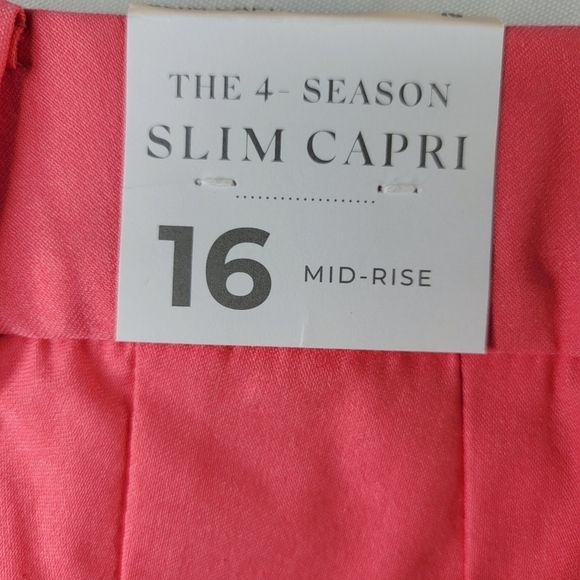 THE 4- SEASON
SLIM CAPRI
16 MID-RISE